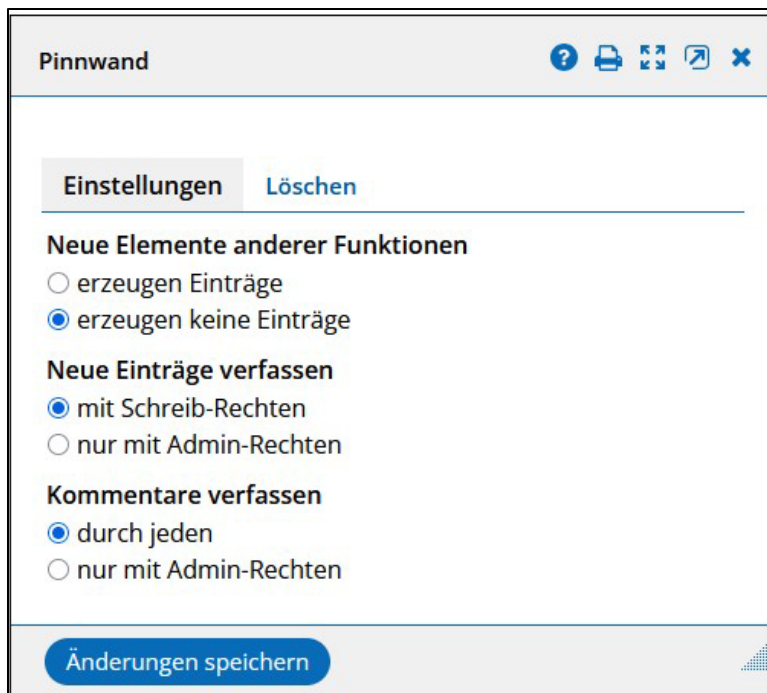 Pinnwand
Einstellungen Löschen
Neue Elemente anderer Funktionen
erzeugen Einträge
erzeugen keine Einträge
Neue Einträge verfassen
mit Schreib-Rechten
nur mit Admin-Rechten
Kommentare verfassen
durch jeden
nur mit Admin-Rechten
Änderungen speichern